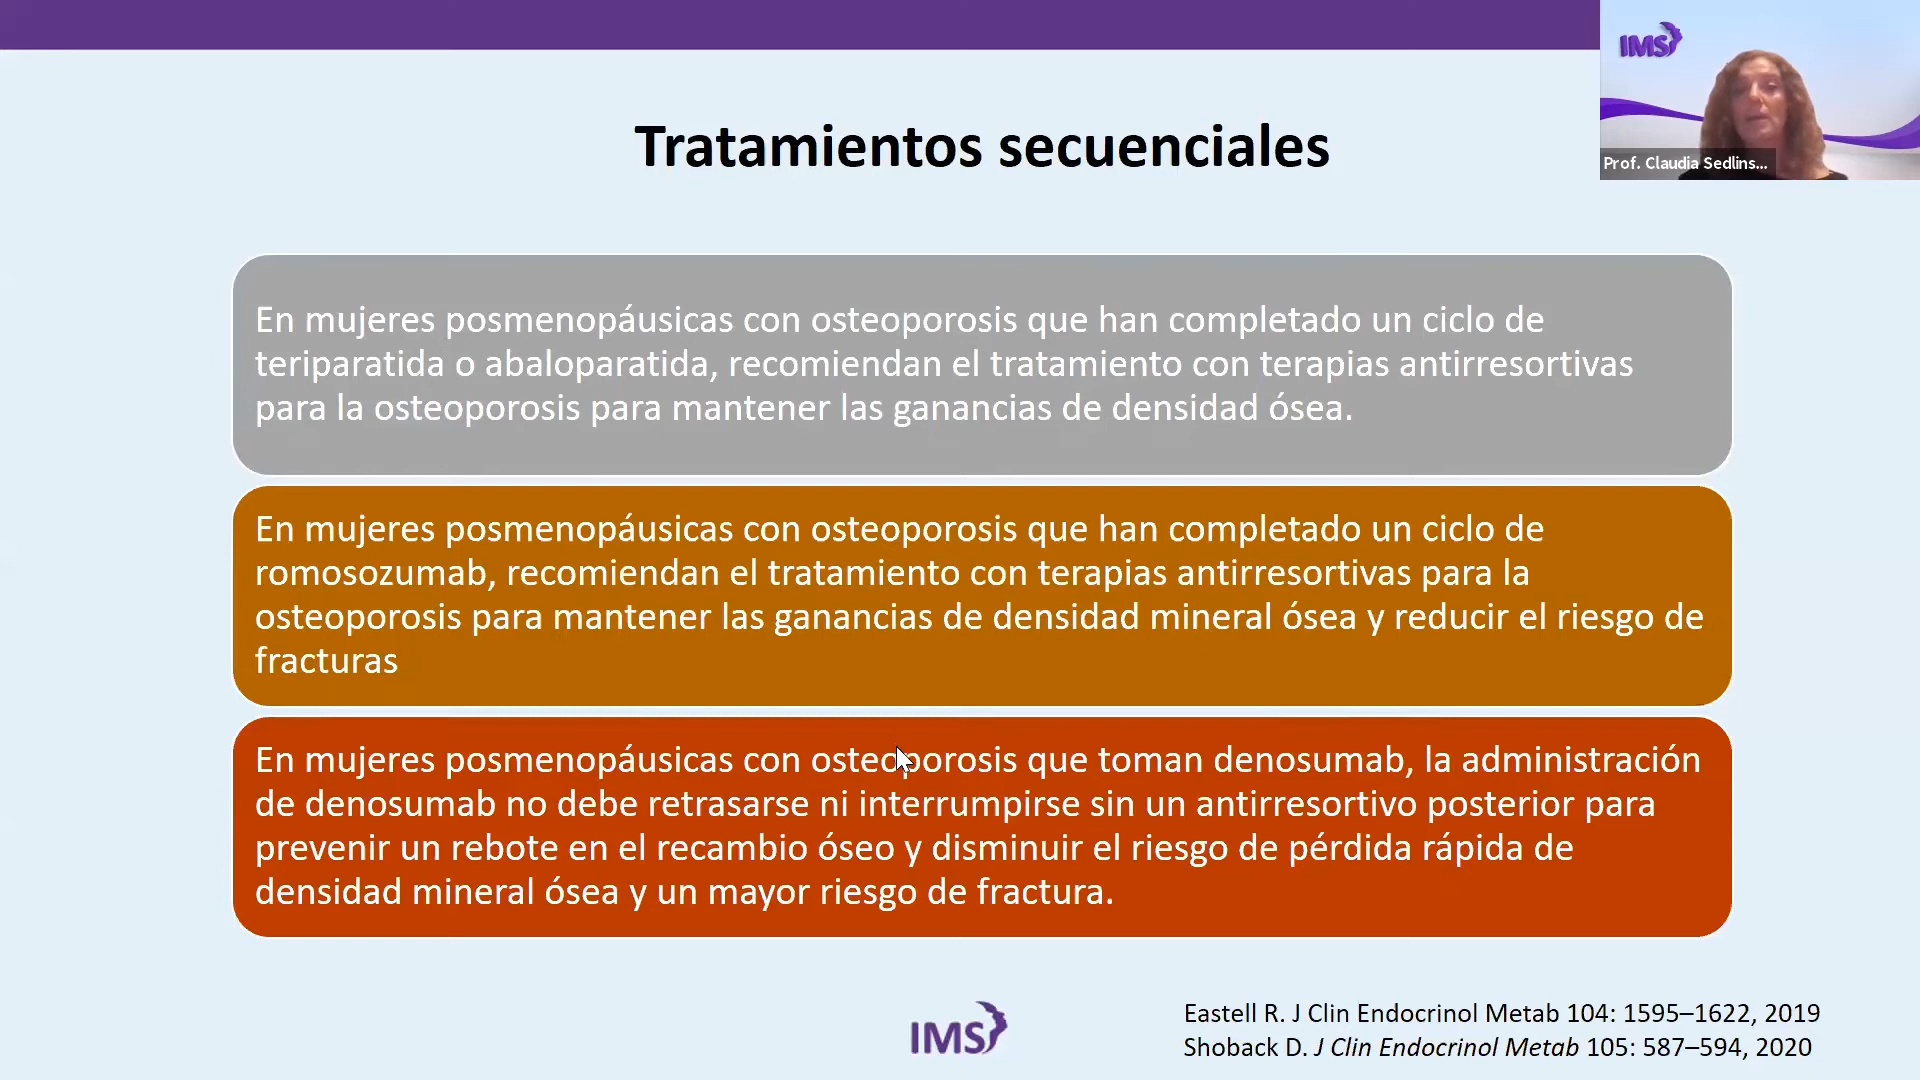 IMS
Prof. Claudia Sedlins...
Tratamientos secuenciales
En mujeres posmenopáusicas con osteoporosis que han completado un ciclo de
teriparatida o abaloparatida, recomiendan el tratamiento con terapias antirresortivas
para la osteoporosis para mantener las ganancias de densidad ósea.
En mujeres posmenopáusicas con osteoporosis que han completado un ciclo de
romosozumab, recomiendan el tratamiento con terapias antirresortivas para la
osteoporosis para mantener las ganancias de densidad mineral ósea y reducir el riesgo de
fracturas
En mujeres posmenopáusicas con osteoporosis que toman denosumab, la administración
de denosumab no debe retrasarse ni interrumpirse sin un antirresortivo posterior para
prevenir un rebote en el recambio óseo y disminuir el riesgo de pérdida rápida de
densidad mineral ósea y un mayor riesgo de fractura.
IMS
Eastell R. J Clin Endocrinol Metab 104: 1595–1622, 2019
Shoback D. J Clin Endocrinol Metab 105: 587–594, 2020